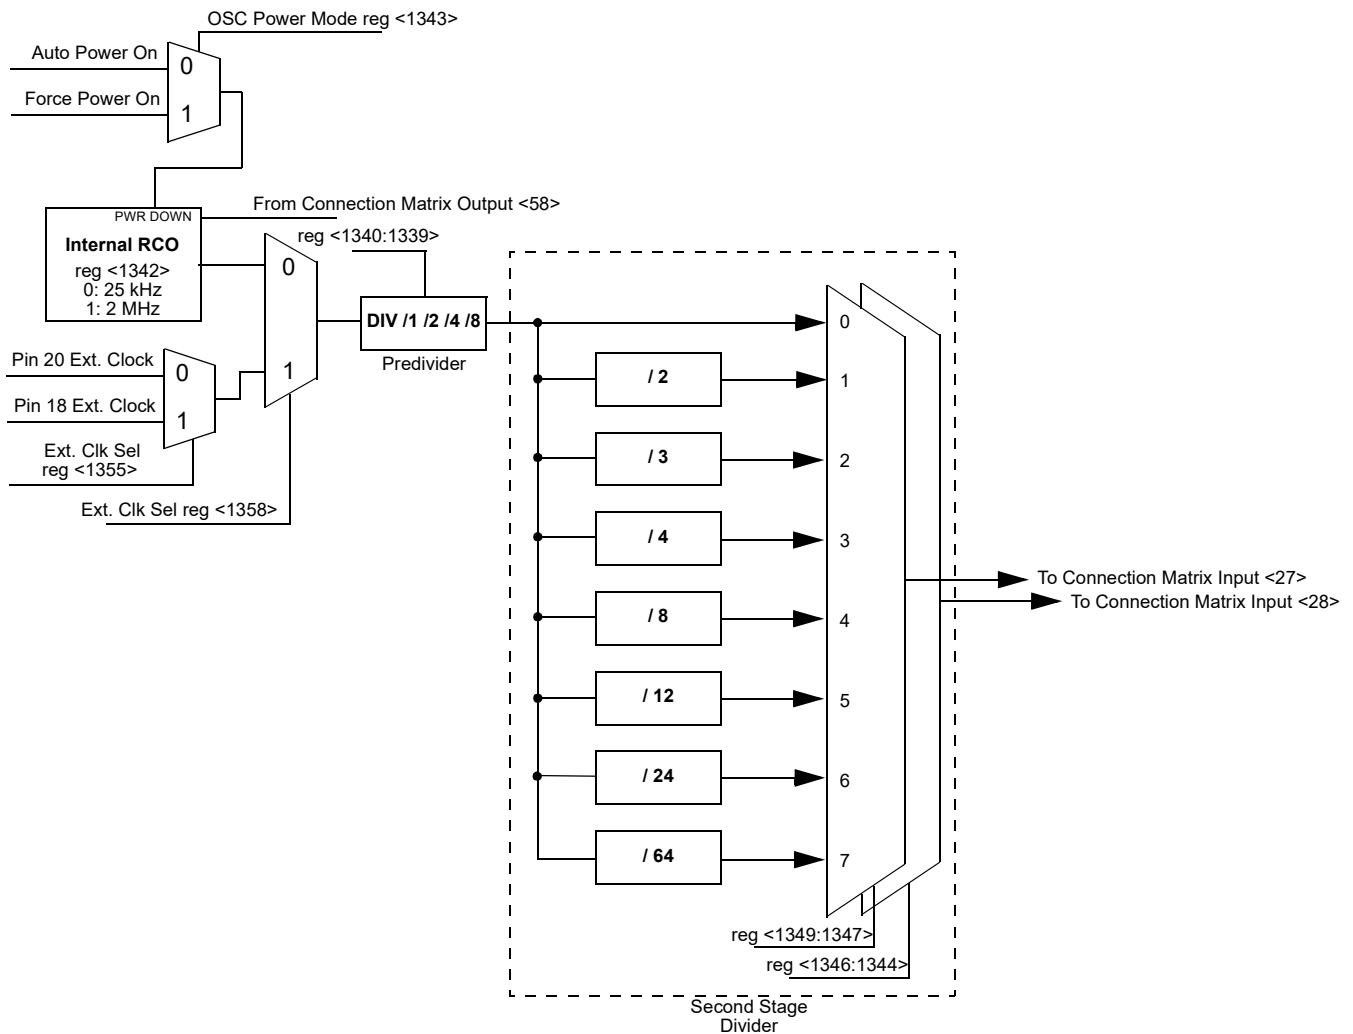 OSC Power Mode reg <1343>
Auto Power On
0
Force Power On
1
PWR DOWN
From Connection Matrix Output <58>
Internal RCO
reg <1342>
0: 25 kHz
1: 2 MHz
reg <1340:1339>
0
1
DIV /1 /2 /4 /8
Predivider
Pin 20 Ext. Clock
0
Pin 18 Ext. Clock
1
Ext. Clk Sel
reg <1355>
Ext. Clk Sel reg <1358>
0
/ 2
1
/ 3
2
/ 4
3
/ 8
4
/ 12
5
/ 24
6
/ 64
7
To Connection Matrix Input <27>
To Connection Matrix Input <28>
reg <1349:1347>
reg <1346:1344>
Second Stage
Divider